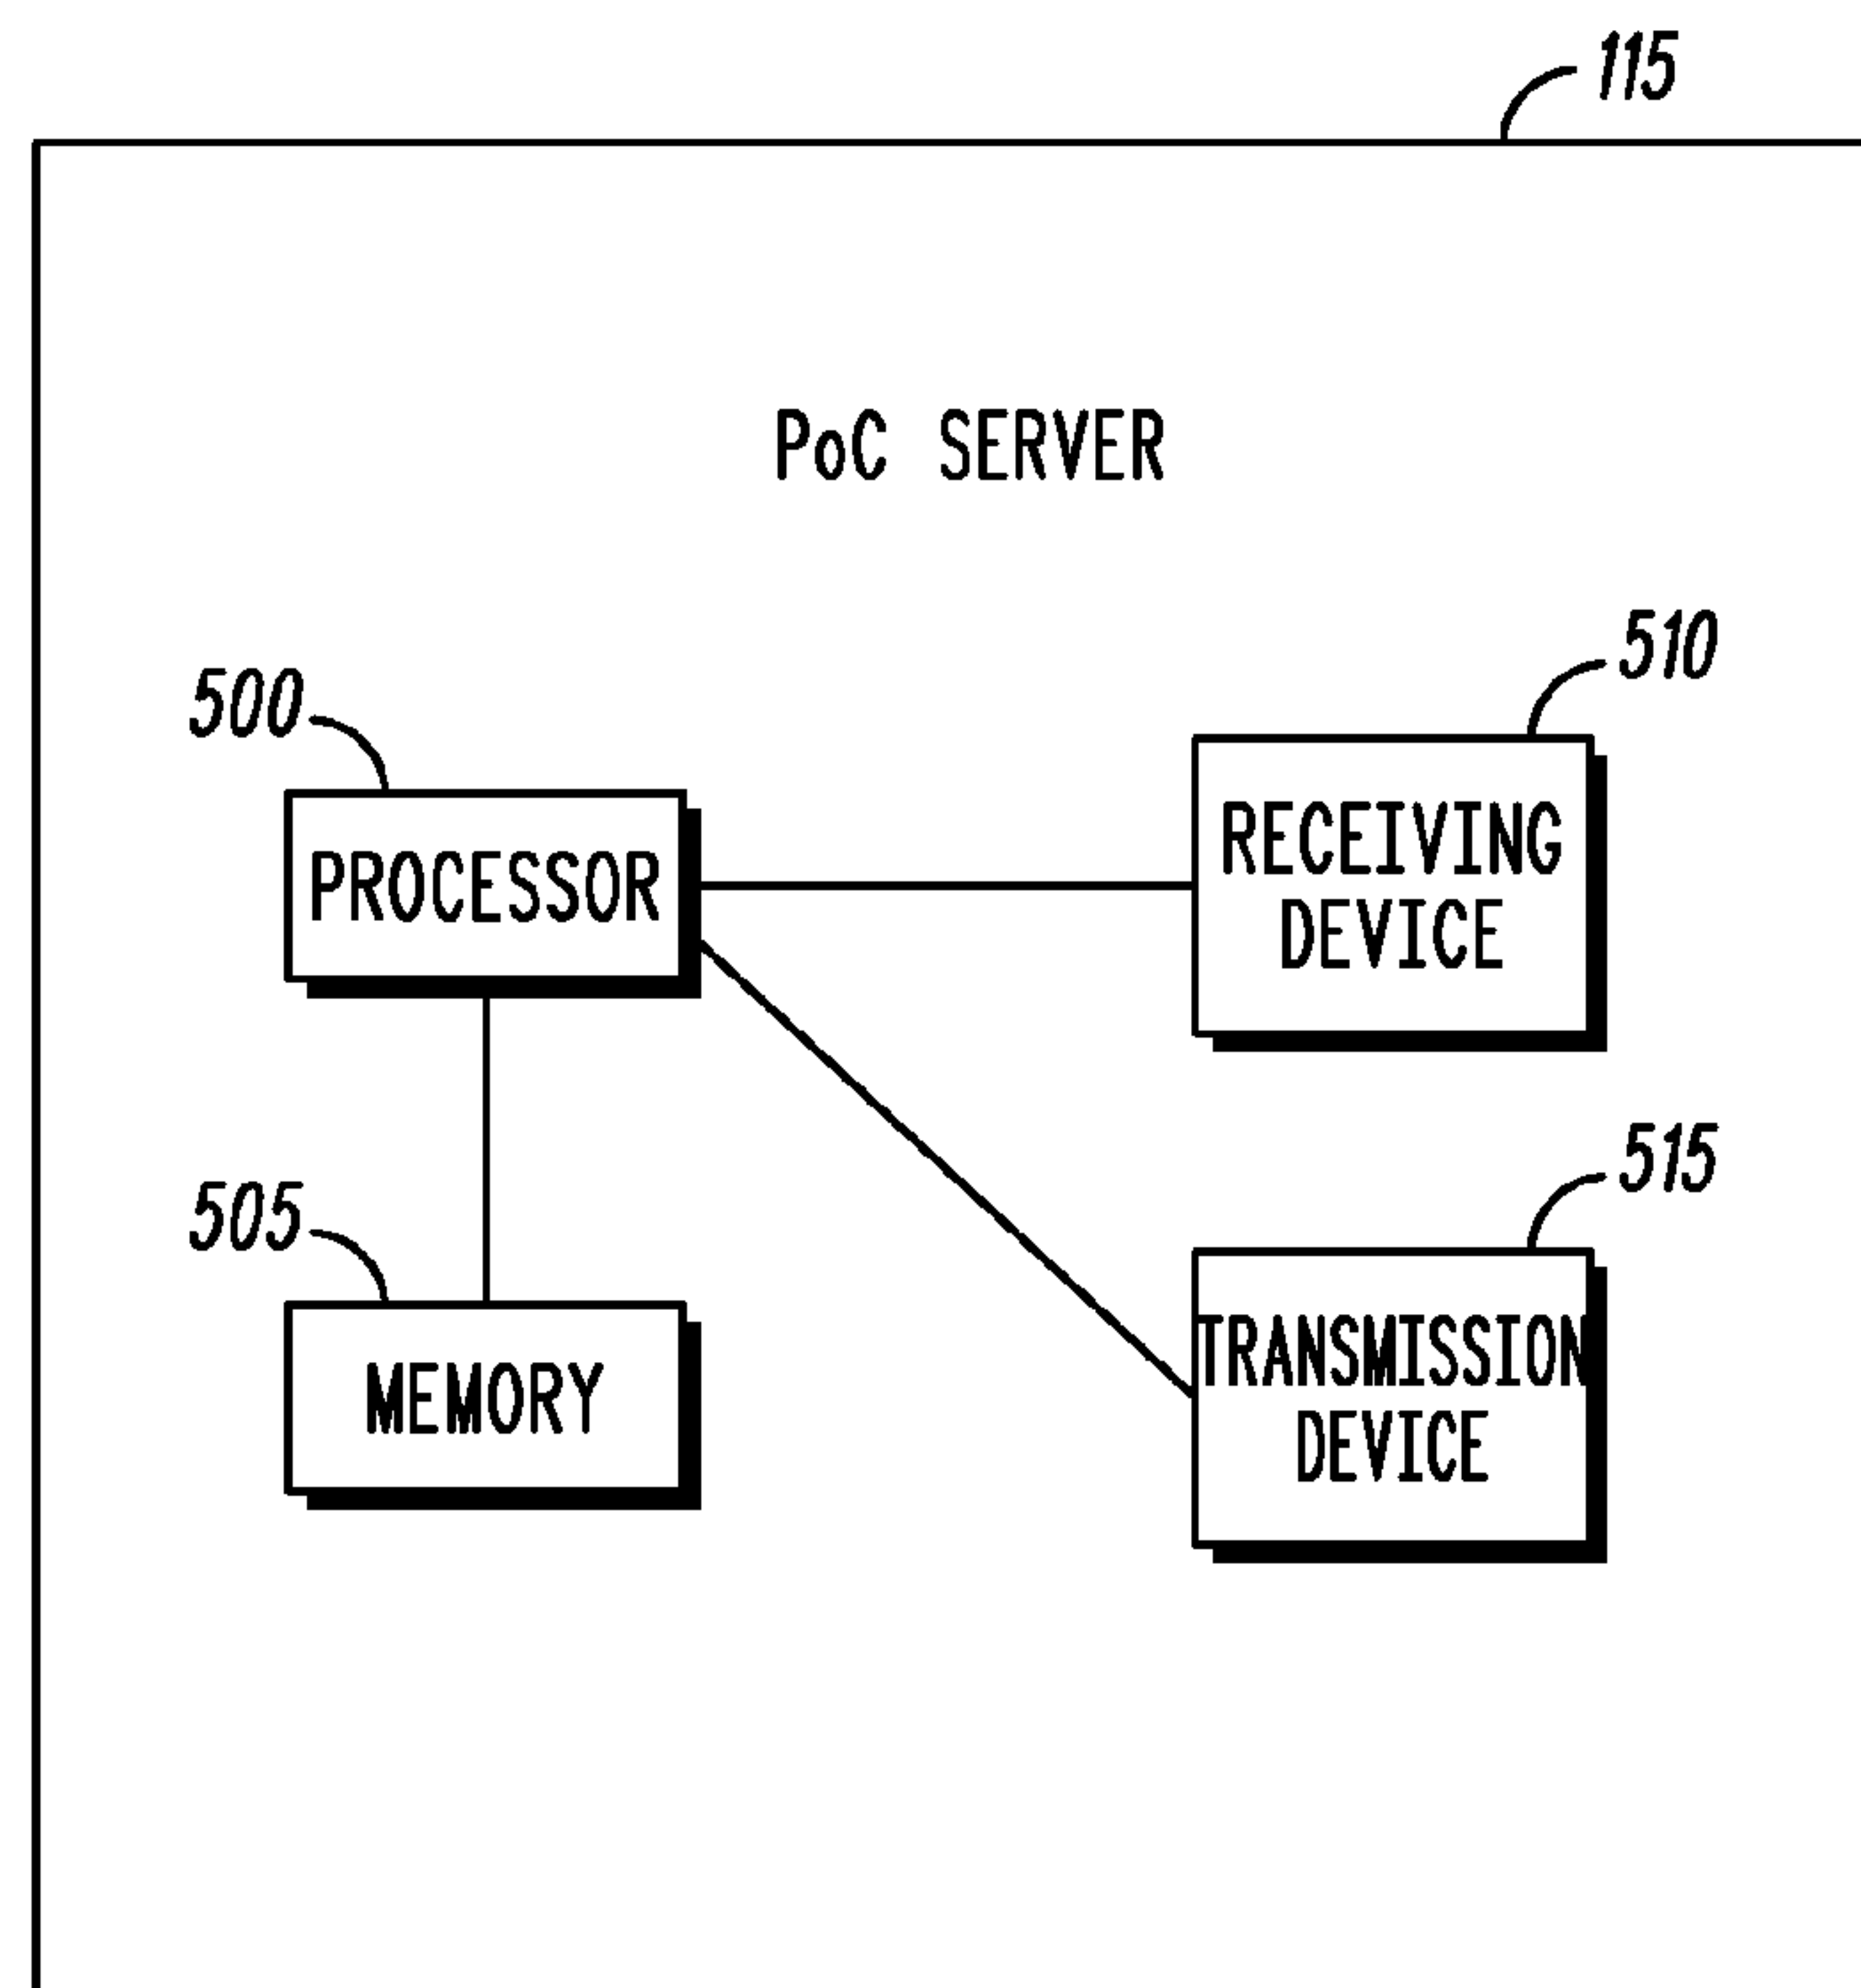 115
PoC SERVER
500
510
PROCESSOR
RECEIVING
DEVICE
505
515
MEMORY
TRANSMISSION
DEVICE